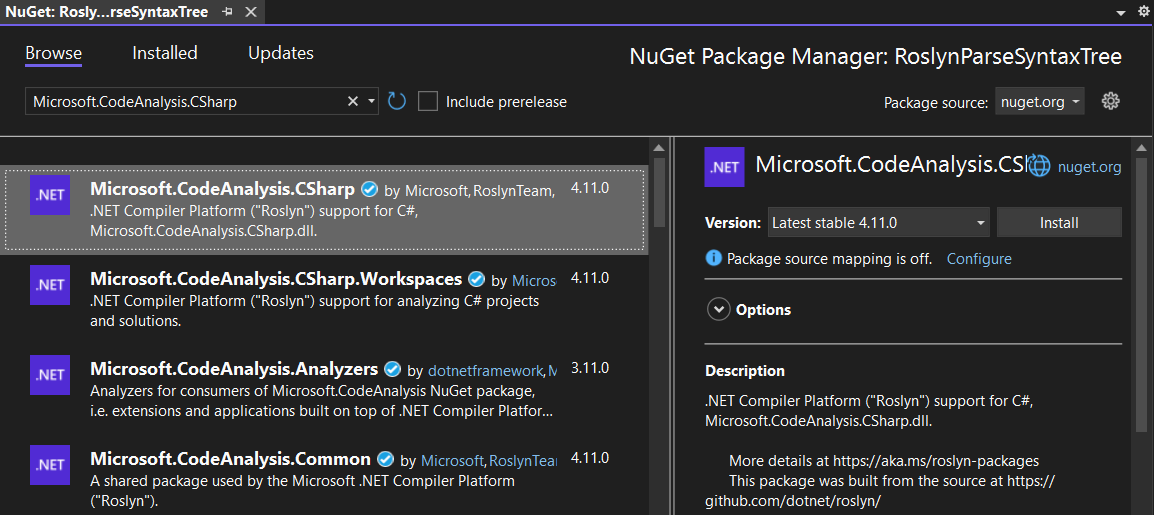 NuGet: Rosly...rseSyntaxTree
Browse Installed Updates
NuGet Package Manager: RoslynParseSyntaxTree
Microsoft.CodeAnalysis.CSharp
Include prerelease
Package source: nuget.org
.NET
Microsoft.CodeAnalysis.CSharp by Microsoft, RoslynTeam, 4.11.0
.NET Compiler Platform ("Roslyn") support for C#,
Microsoft.CodeAnalysis.CSharp.dll.
.NET
Microsoft.CodeAnalysis.CSharp.Workspaces by Micros 4.11.0
.NET Compiler Platform ("Roslyn") support for analyzing C# projects
and solutions.
.NET
Microsoft.CodeAnalysis.Analyzers by dotnetframework, M 3.11.0
Analyzers for consumers of Microsoft.CodeAnalysis NuGet package,
i.e. extensions and applications built on top of .NET Compiler Platfor...
.NET
Microsoft.CodeAnalysis.Common by Microsoft, RoslynTea 4.11.0
A shared package used by the Microsoft .NET Compiler Platform
("Roslyn").
.NET
Microsoft.CodeAnalysis.CSh nuget.org
Version: Latest stable 4.11.0 Install
Package source mapping is off. Configure
Options
Description
.NET Compiler Platform ("Roslyn") support for C#,
Microsoft.CodeAnalysis.CSharp.dll.
More details at https://aka.ms/roslyn-packages
This package was built from the source at https://
github.com/dotnet/roslyn/